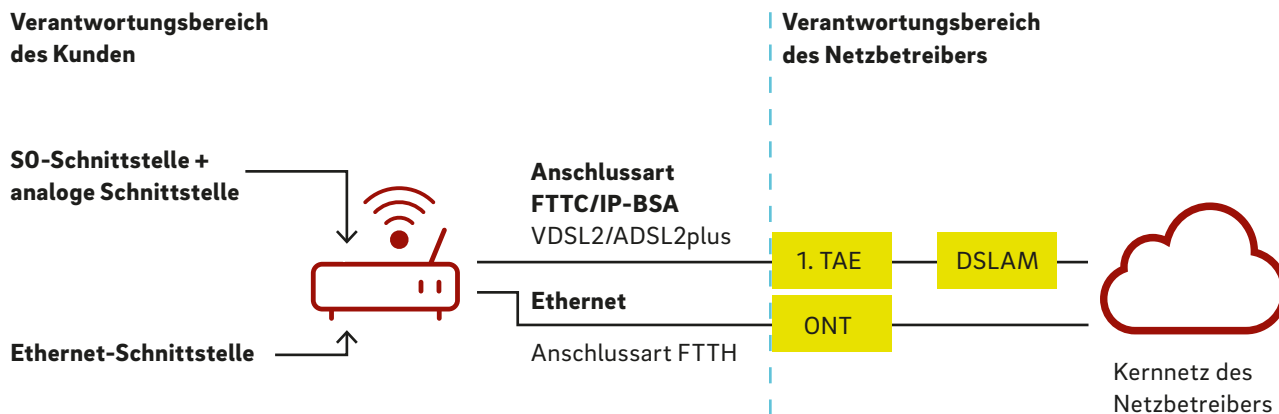 Verantwortungsbereich
des Kunden
Verantwortungsbereich
des Netzbetreibers
S0-Schnittstelle +
analoge Schnittstelle
Anschlussart
FTTC/IP-BSA
VDSL2/ADSL2plus
1. TAE
DSLAM
Ethernet
ONT
Ethernet-Schnittstelle
Anschlussart FTTH
Kernnetz des
Netzbetreibers